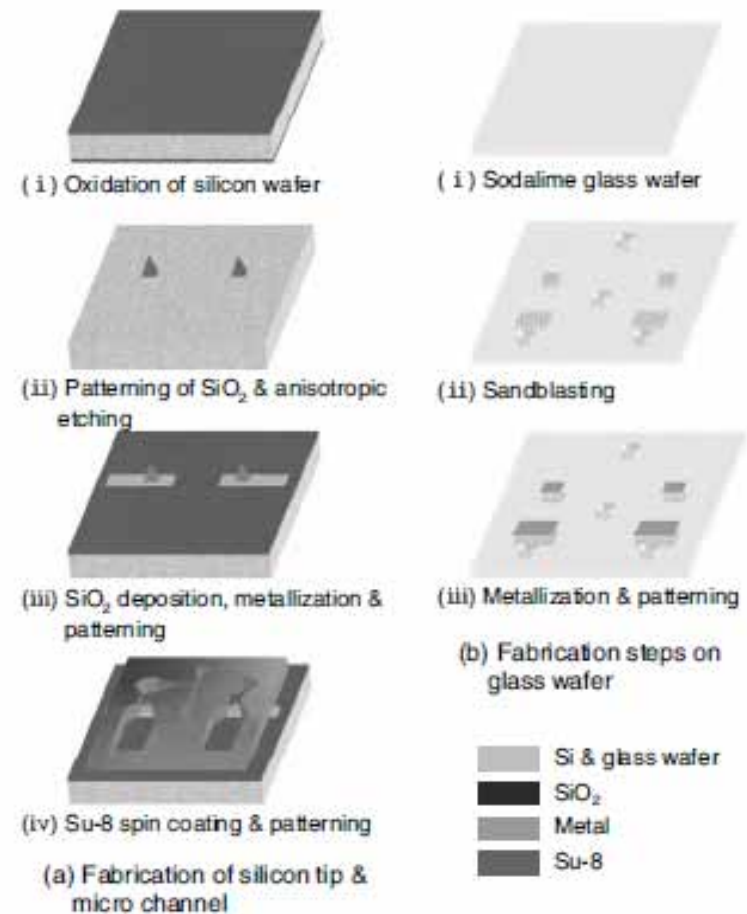 ( i ) Oxidation of silicon wafer
( i ) Sodalime glass wafer
(ii) Patterning of SiO₂ & anisotropic
etching
(ii) Sandblasting
(iii) SiO₂ deposition, metallization &
patterning
(iii) Metallization & patterning
(b) Fabrication steps on
glass wafer
Si & glass wafer
SiO₂
Metal
Su-8
(iv) Su-8 spin coating & patterning
(a) Fabrication of silicon tip &
micro channel